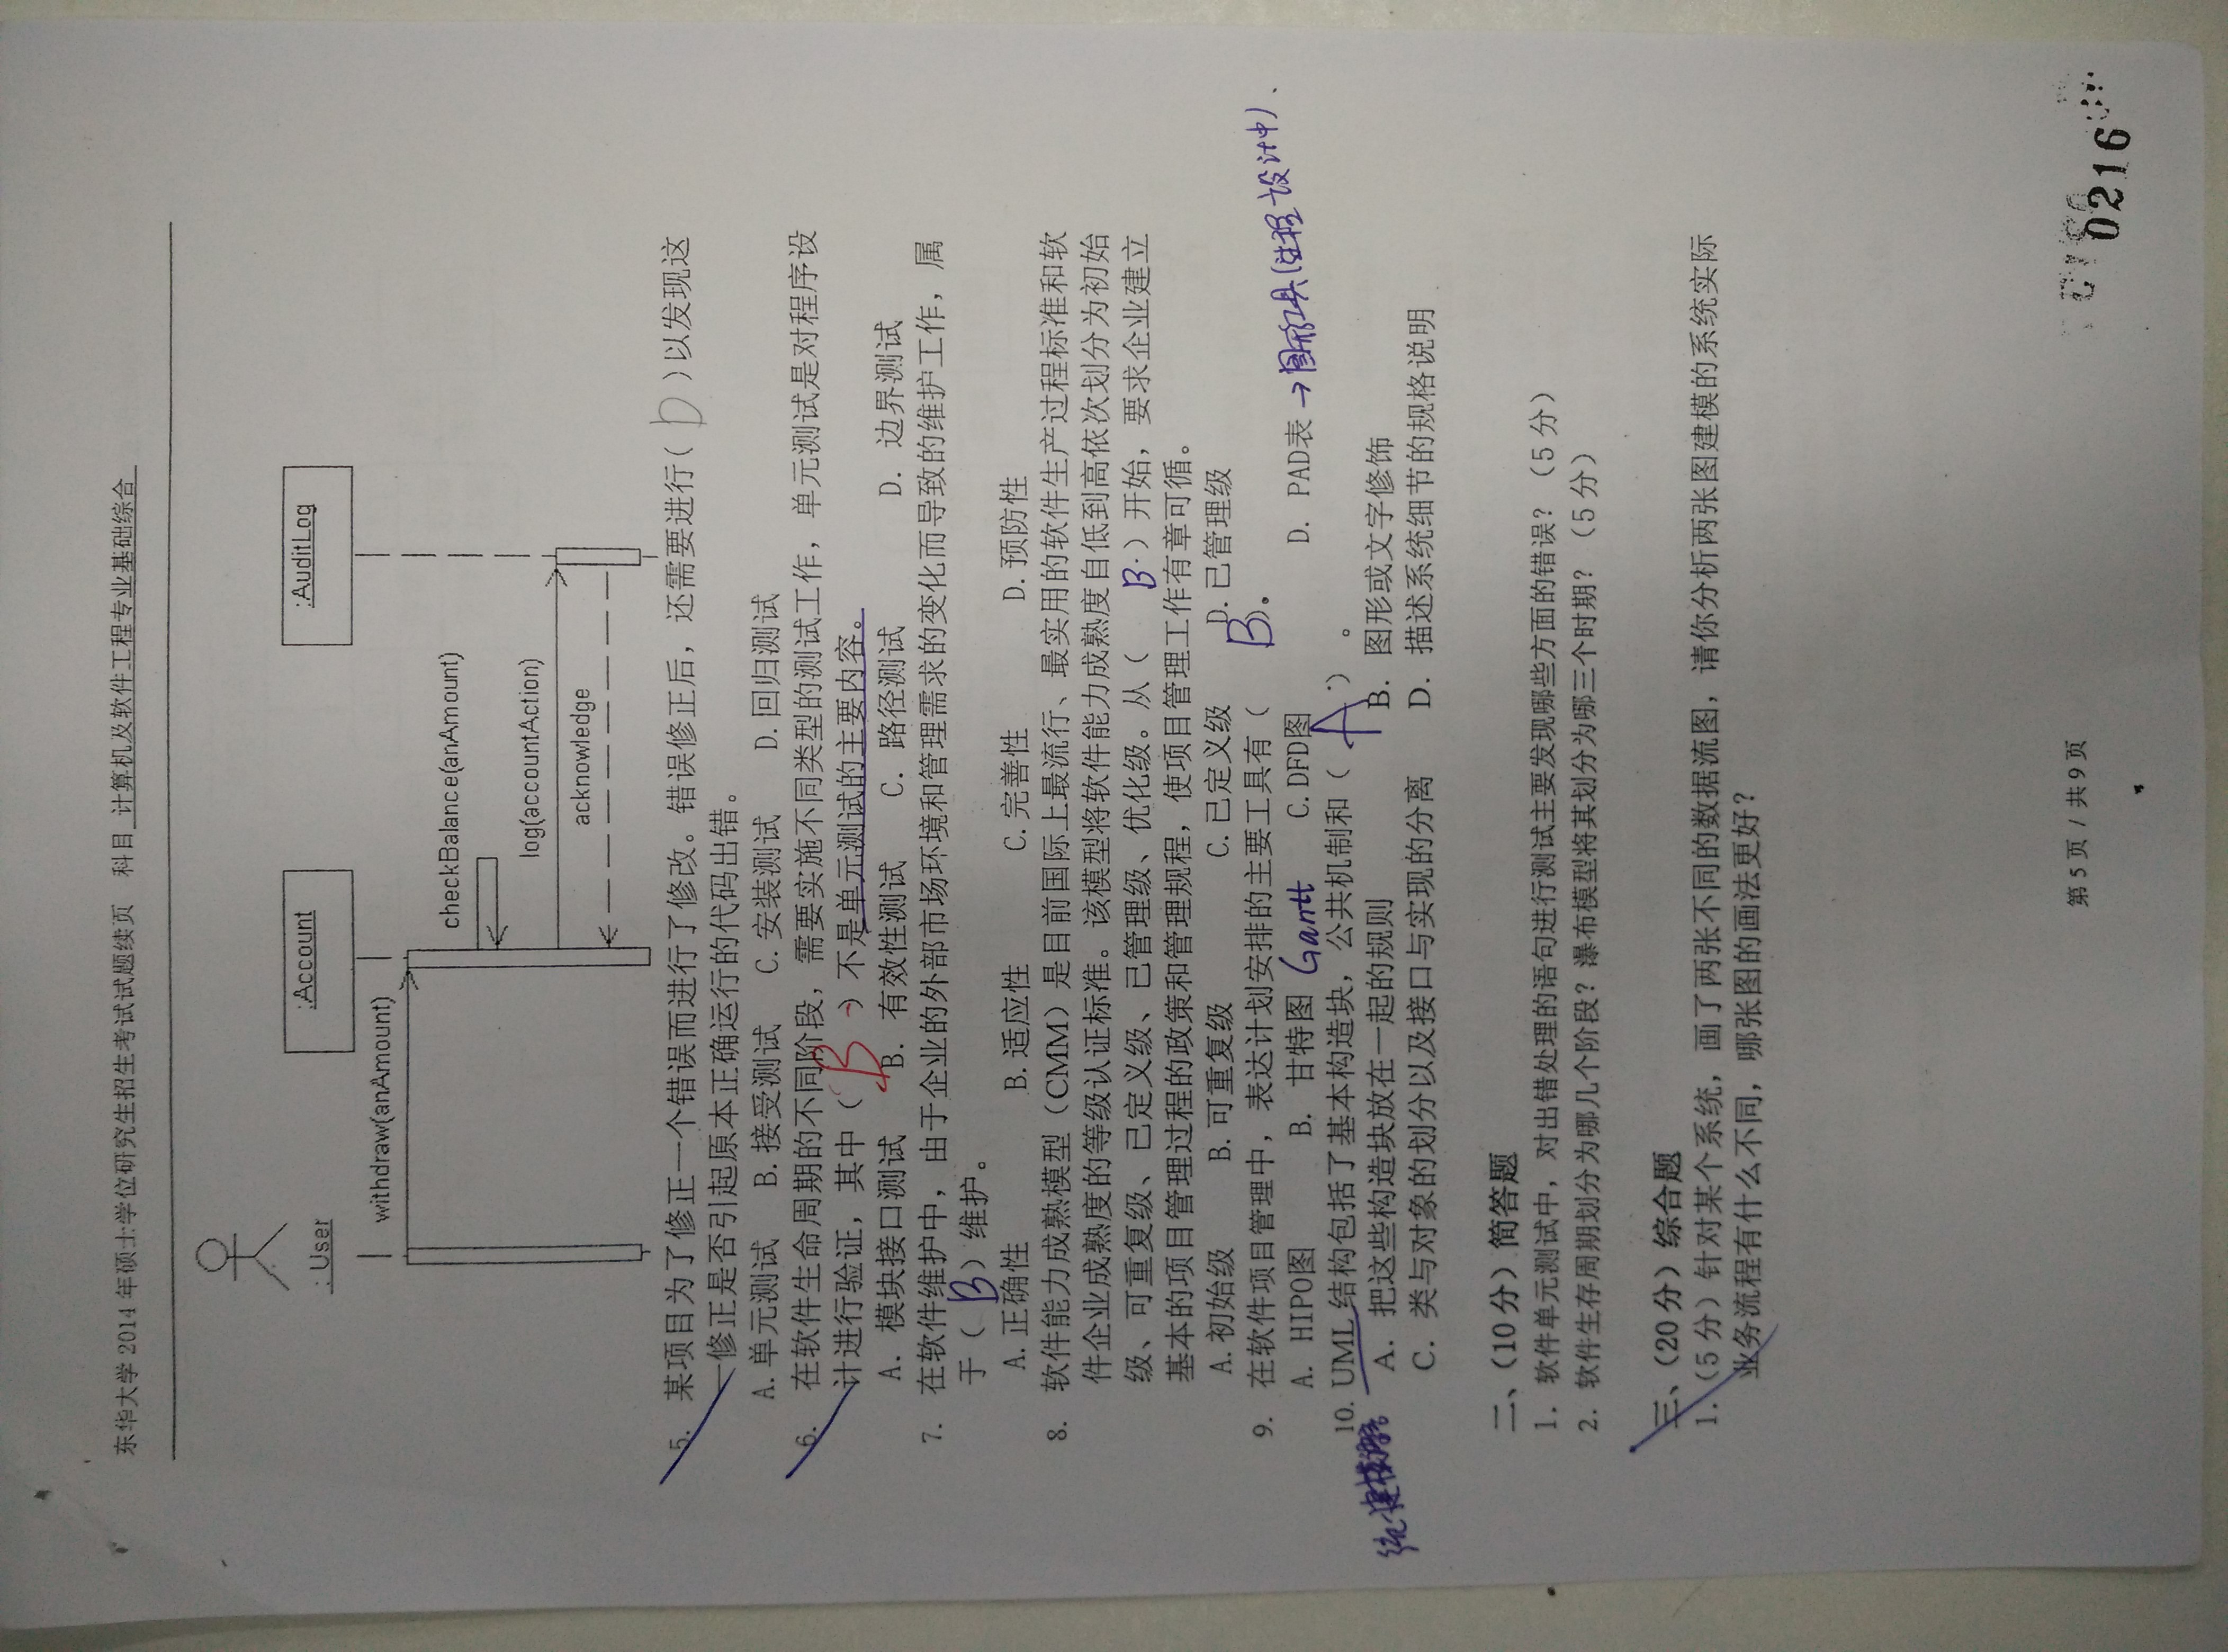 东华大学 2014 年硕士学位研究生招生考试试题续页 科目 计算机及软件工程专业基础综合
: User
:Account
:AuditLog
withdraw(anAmount)
checkBalance(anAmount)
log(accountAction)
acknowledge
5. 某项目为了修正一个错误而进行了修改。错误修正后，还需要进行( D ）以发现这
一修正是否引起原本正确运行的代码出错。
A.单元测试 B.接受测试 C.安装测试 D.回归测试
6. 在软件生命周期的不同阶段，需要实施不同类型的测试工作，单元测试是对程序设
计进行验证，其中（ B ）不是单元测试的主要内容。
A. 模块接口测试 B. 有效性测试 C. 路径测试 D. 边界测试
7. 在软件维护中，由于企业的外部市场环境和管理需求的变化而导致的维护工作，属
于（ B ）维护。
A.正确性 B.适应性 C.完善性 D.预防性
8. 软件能力成熟模型（CMM）是目前国际上最流行、最实用的软件生产过程标准和软
件企业成熟度的等级认证标准。该模型将软件能力成熟度自低到高依次划分为初始
级、可重复级、已定义级、已管理级、优化级。从（ B. ）开始，要求企业建立
基本的项目管理过程的政策和管理规程，使项目管理工作有章可循。
A.初始级 B.可重复级 C.已定义级 D.已管理级
9. 在软件项目管理中，表达计划安排的主要工具有（ B）。
A. HIPO图 B. 甘特图 Gantt C.DFD图 D. PAD表 →图形工具(过程设计中)、
10. UML 结构包括了基本构造块，公共机制和（ A ）。
A. 把这些构造块放在一起的规则 B. 图形或文字修饰
C. 类与对象的划分以及接口与实现的分离 D. 描述系统细节的规格说明
二、（10 分）简答题
1. 软件单元测试中，对出错处理的语句进行测试主要发现哪些方面的错误？（5 分）
2. 软件生存周期划分为哪几个阶段？瀑布模型将其划分为哪三个时期？（5 分）
三、（20 分）综合题
1.（5 分）针对某个系统，画了两张不同的数据流图，请你分析两张图建模的系统实际
业务流程有什么不同，哪张图的画法更好？
第 5 页 / 共 9 页
0216